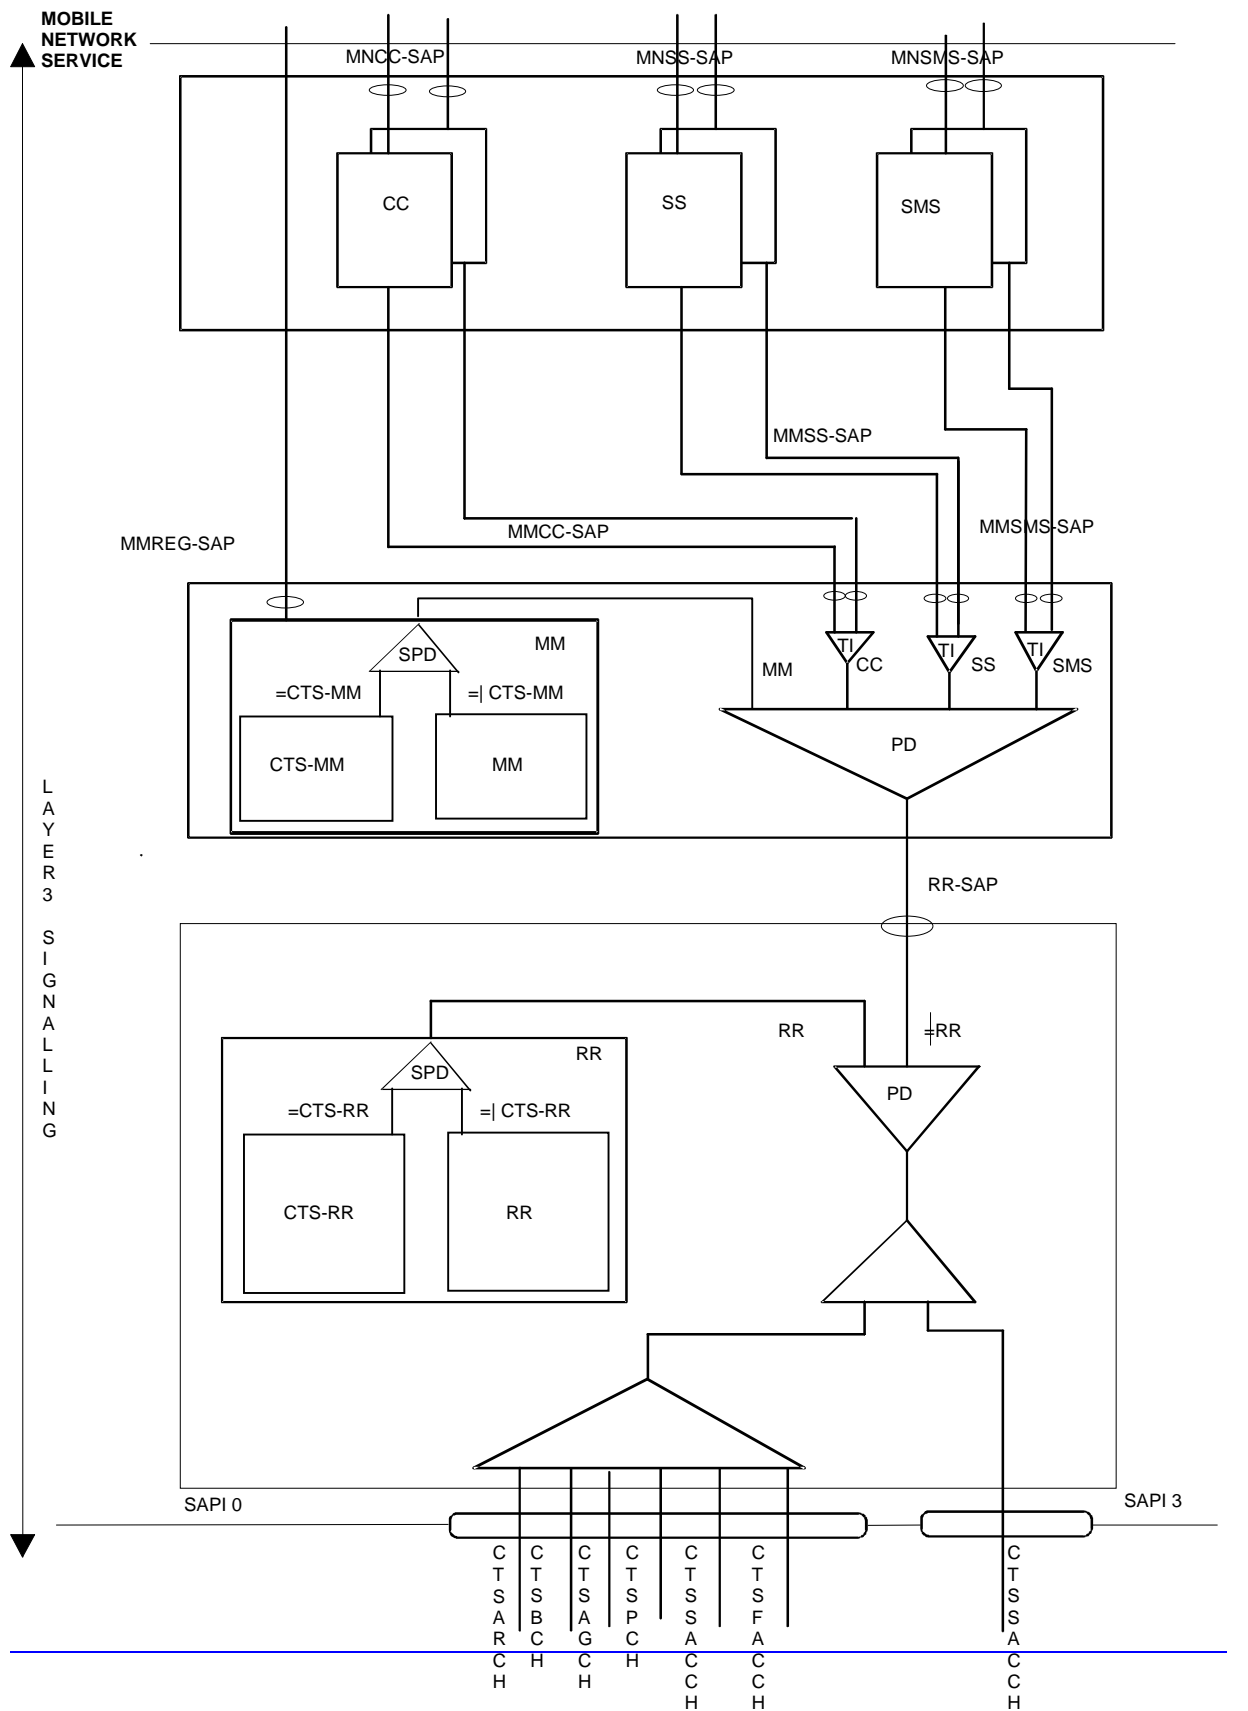 MOBILE
NETWORK
SERVICE
MNCC-SAP
MNSS-SAP
MNSMS-SAP
CC
SS
SMS
MMSS-SAP
MMCC-SAP
MMSMS-SAP
MMREG-SAP
SPD
MM
TI
TI
TI
CC
SS
SMS
MM
=CTS-MM
=| CTS-MM
PD
CTS-MM
MM
LAYER3 SIGNALLING
.
RR-SAP
RR
=RR
RR
SPD
PD
=CTS-RR
=| CTS-RR
CTS-RR
RR
SAPI 0
SAPI 3
CTSARCH
CTSBCH
CTSAGCH
CTSPCH
CTSSACCH
CTSFACCH
CTSSACCH